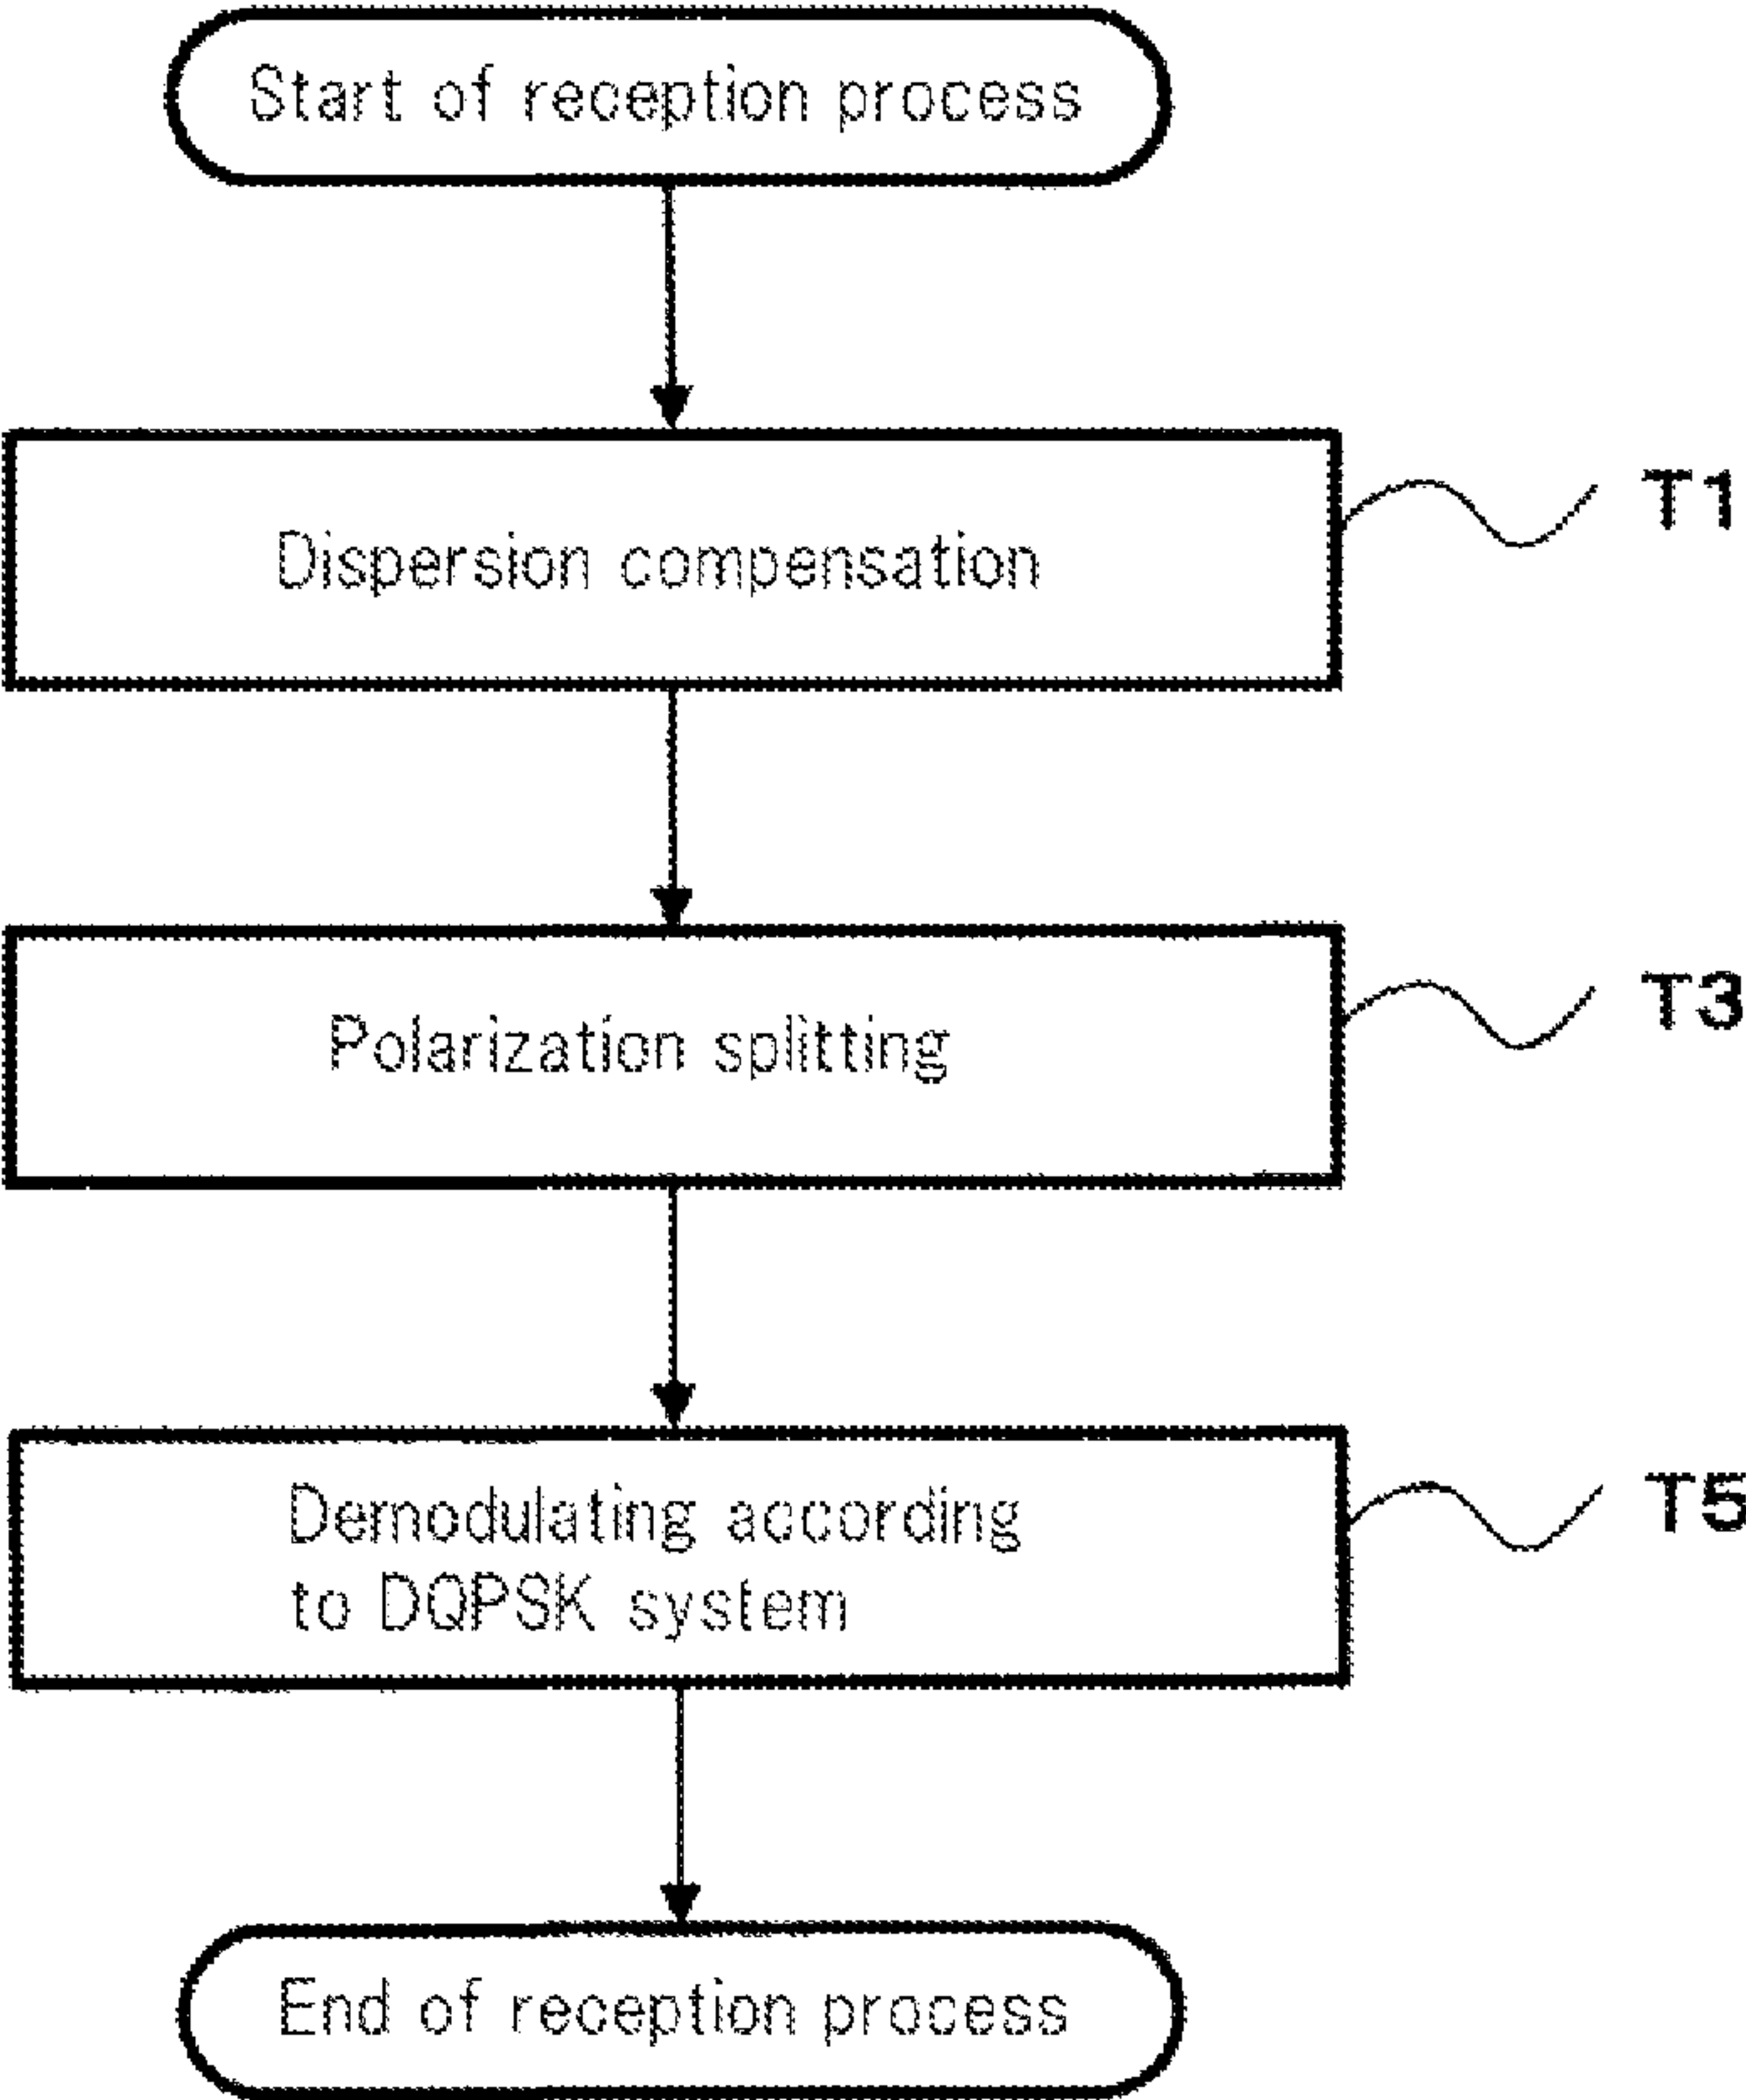 Start of reception process
Dispersion compensation
T1
Polarization splitting
T3
Demodulating according
to DQPSK system
T5
End of reception process